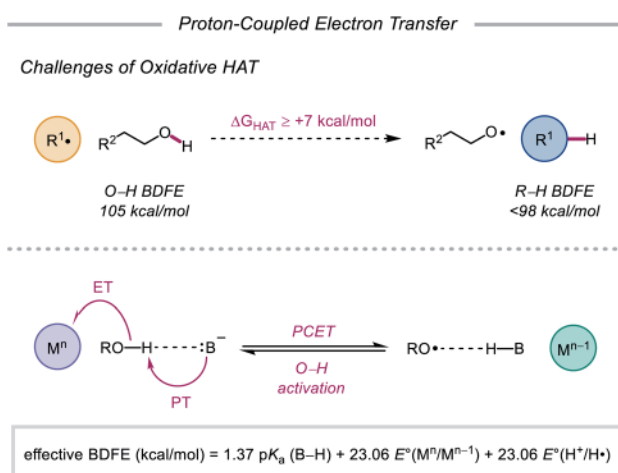 Proton-Coupled Electron Transfer
Challenges of Oxidative HAT
R¹•
R²
O
H
ΔG_HAT ≥ +7 kcal/mol
R²
O•
R¹
H
O–H BDFE
105 kcal/mol
R–H BDFE
<98 kcal/mol
ET
Mⁿ
RO–H
:B⁻
PT
PCET
O–H
activation
RO•
H–B
Mⁿ⁻¹
effective BDFE (kcal/mol) = 1.37 pKₐ (B–H) + 23.06 E°(Mⁿ/Mⁿ⁻¹) + 23.06 E°(H⁺/H•)